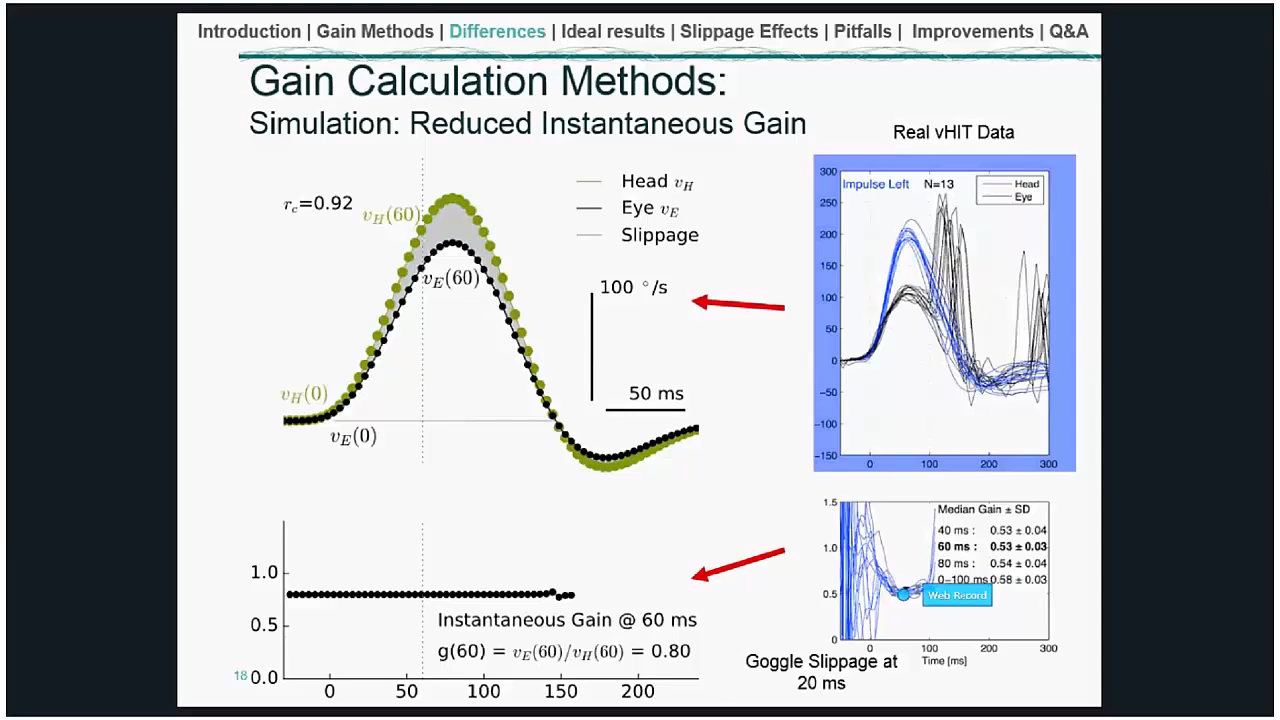 Introduction | Gain Methods | Differences | Ideal results | Slippage Effects | Pitfalls | Improvements | Q&A
Gain Calculation Methods:
Simulation: Reduced Instantaneous Gain
Real vHIT Data
r_c=0.92
v_H(60)
v_E(60)
v_H(0)
v_E(0)
Head v_H
Eye v_E
Slippage
100 °/s
50 ms
Impulse Left N=13
Head
Eye
300
250
200
150
100
50
0
-50
-100
-150
0 100 200 300
1.0
0.5
0.0
0 50 100 150 200
Instantaneous Gain @ 60 ms
g(60) = v_E(60)/v_H(60) = 0.80
1.5
1.0
0.5
0
Median Gain ± SD
40 ms : 0.53 ± 0.04
60 ms : 0.53 ± 0.03
80 ms : 0.54 ± 0.04
0-100 ms 0.58 ± 0.03
Web Record
0 100 200 300
Time [ms]
Goggle Slippage at
20 ms
18